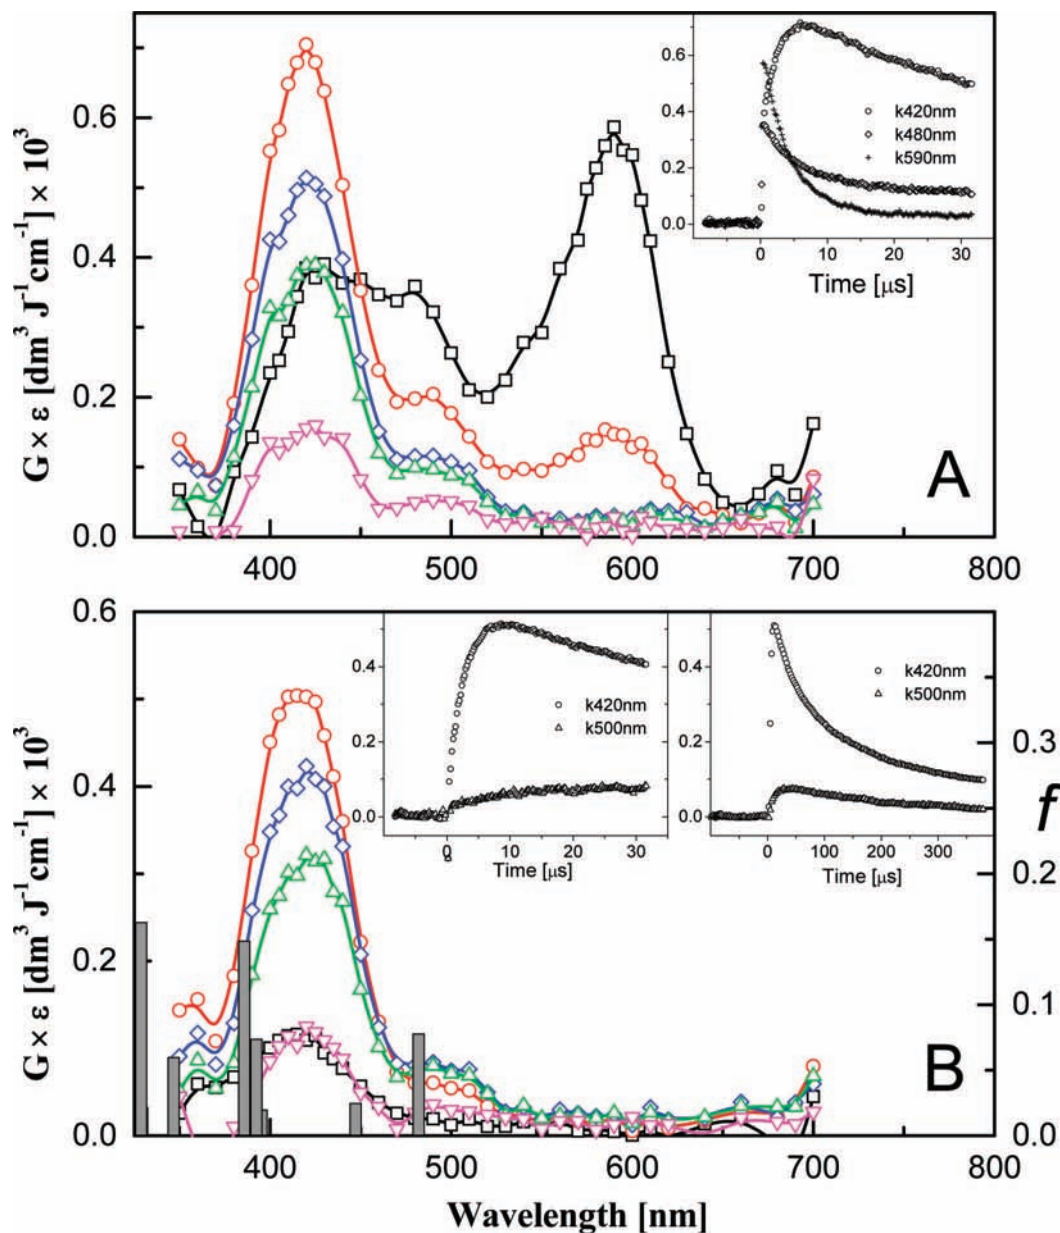 G × ε [dm³ J⁻¹cm⁻¹] × 10³
0.6
0.4
0.2
0.0
400 500 600 700 800
A
0.6
0.4
0.2
0.0
k420nm
k480nm
k590nm
0 10 20 30
Time [μs]
G × ε [dm³ J⁻¹cm⁻¹] × 10³
0.6
0.4
0.2
0.0
400 500 600 700 800
Wavelength [nm]
B
f
0.3
0.2
0.1
0.0
0.4
0.2
0.0
k420nm
k500nm
0 10 20 30
Time [μs]
0.4
0.2
0.0
k420nm
k500nm
0 100 200 300
Time [μs]